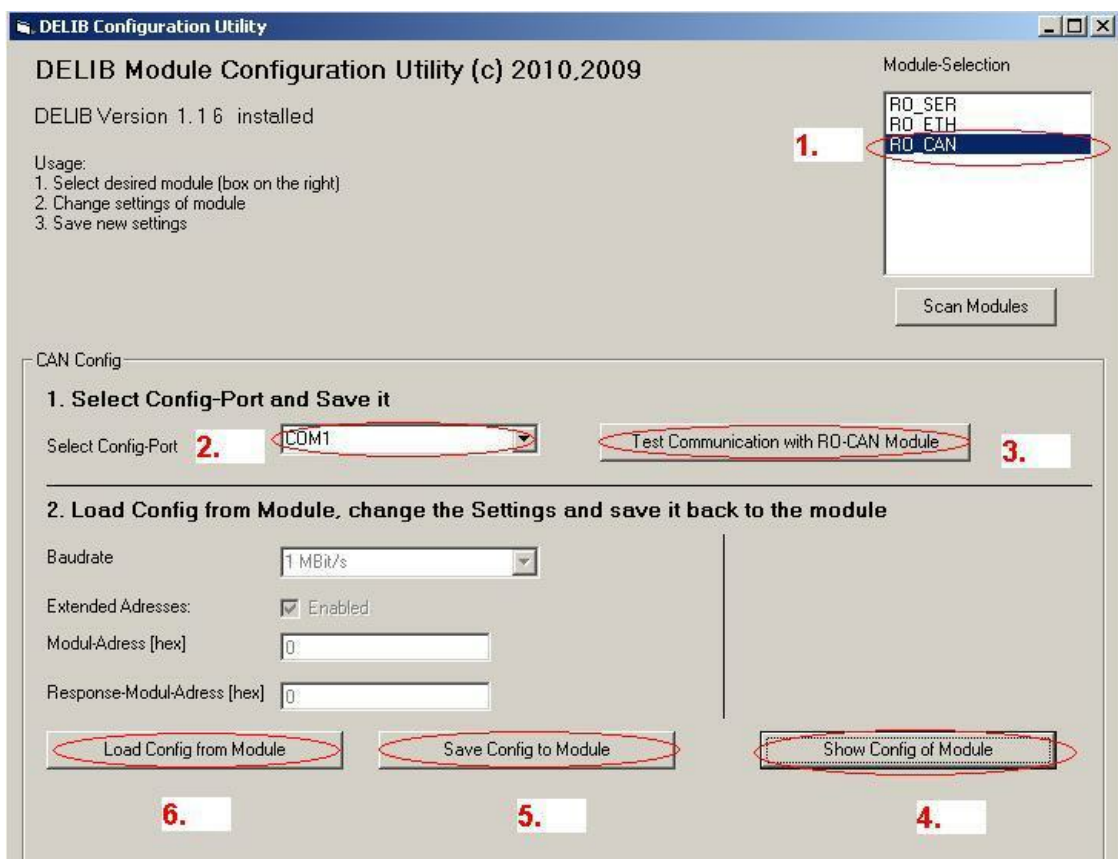 DELIB Configuration Utility
DELIB Module Configuration Utility (c) 2010,2009
Module-Selection
DELIB Version 1.16 installed
RO_SER
RO_ETH
1.
RO_CAN
Usage:
1. Select desired module (box on the right)
2. Change settings of module
3. Save new settings
Scan Modules
CAN Config
1. Select Config-Port and Save it
Select Config-Port
2.
COM1
Test Communication with RO-CAN Module
3.
2. Load Config from Module, change the Settings and save it back to the module
Baudrate
1 MBit/s
Extended Adresses:
Enabled
Modul-Adress [hex]
0
Response-Modul-Adress [hex]
0
Load Config from Module
Save Config to Module
Show Config of Module
6.
5.
4.